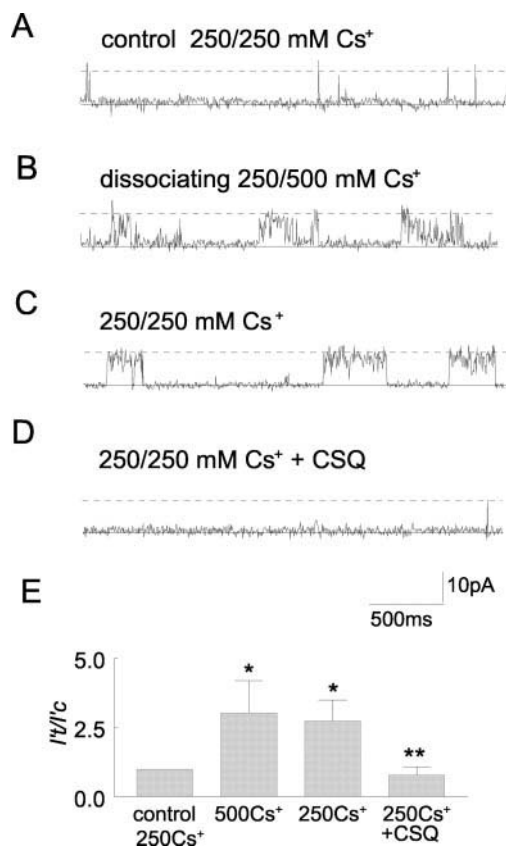 A
control 250/250 mM Cs⁺
B
dissociating 250/500 mM Cs⁺
C
250/250 mM Cs⁺
D
250/250 mM Cs⁺ + CSQ
10pA
500ms
E
I't/I'c
5.0
2.5
0.0
*
*
**
control
250Cs⁺
500Cs⁺
250Cs⁺
250Cs⁺
+CSQ